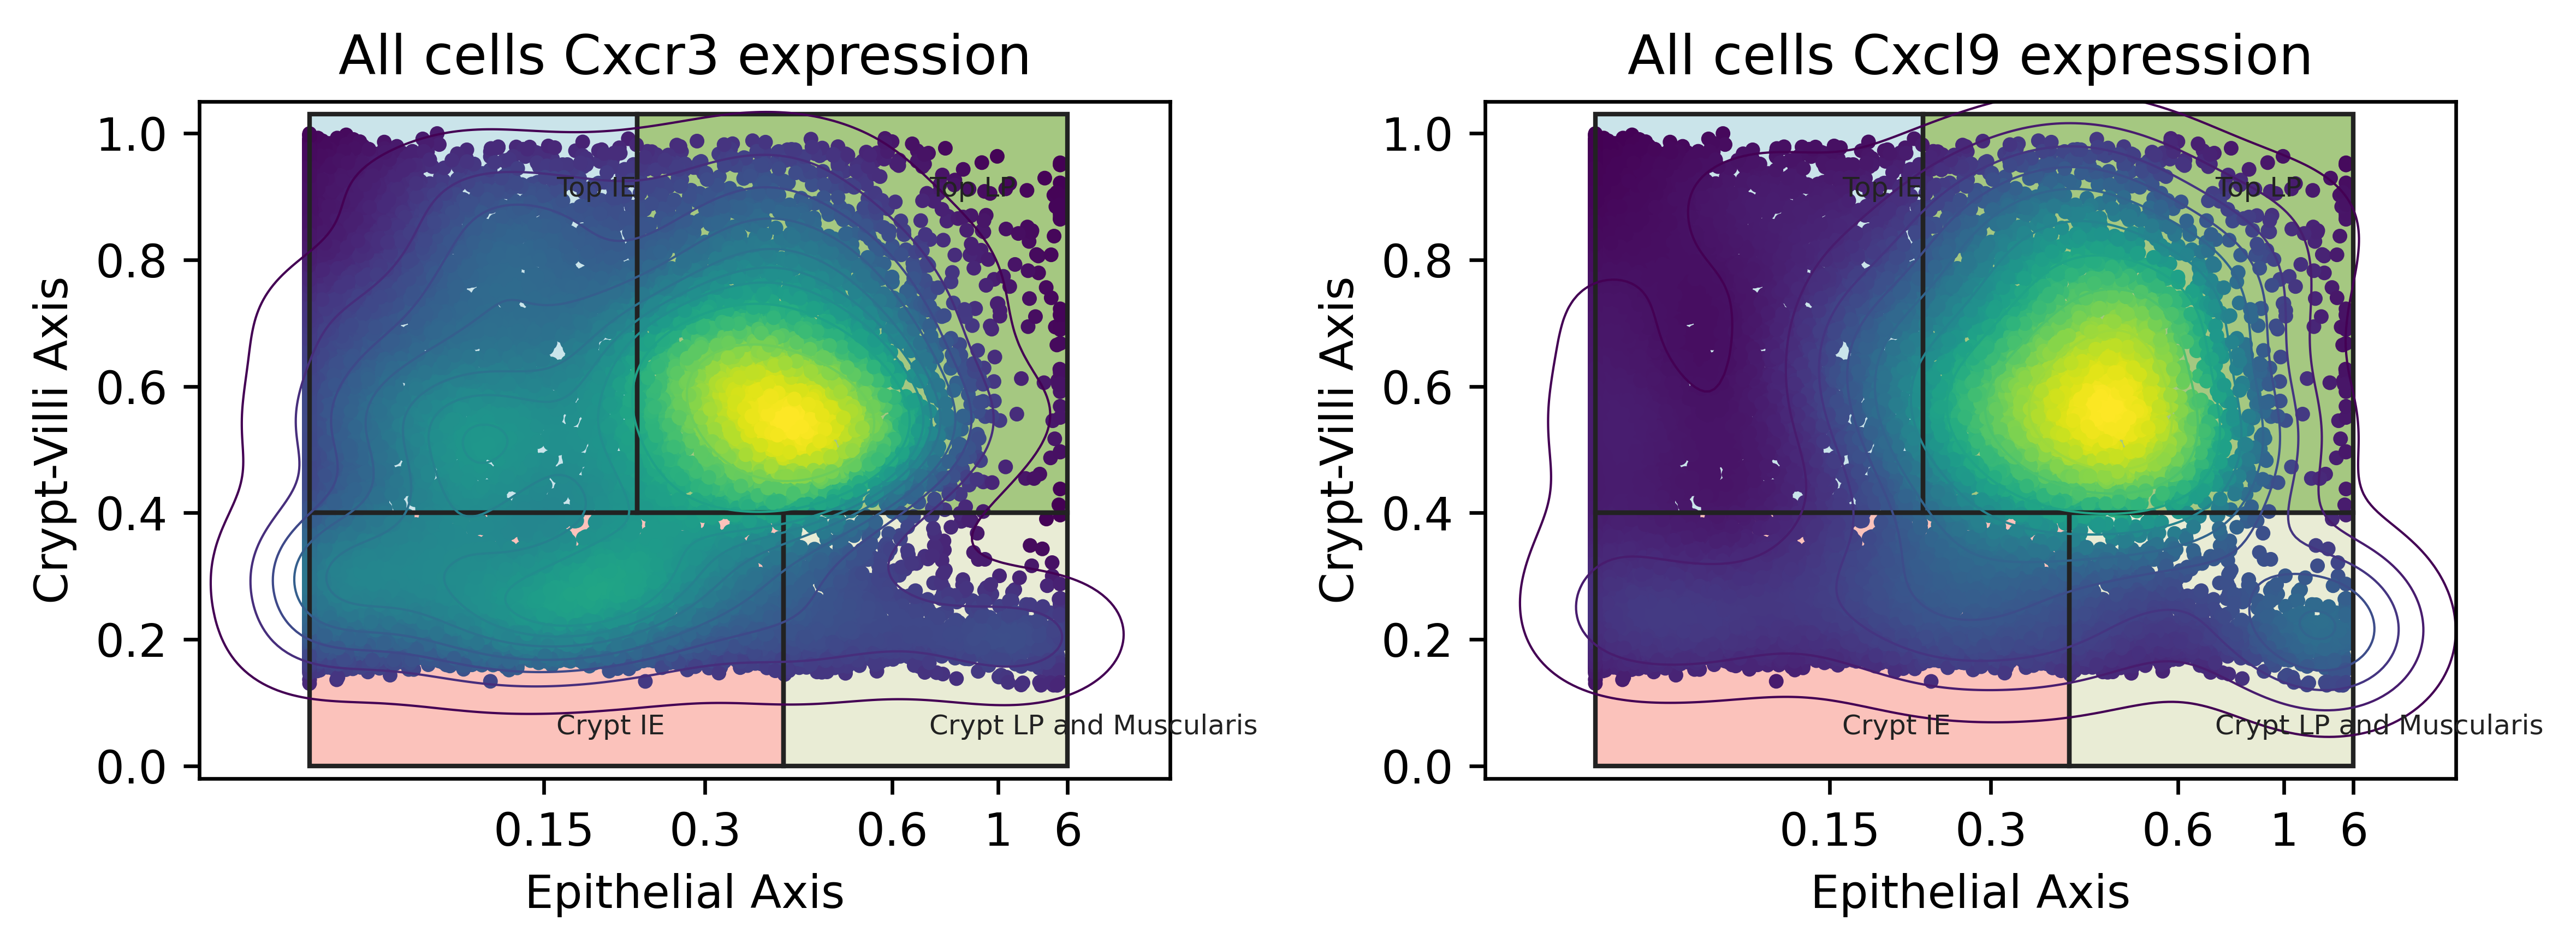 All cells Cxcr3 expression
Crypt-Villi Axis
1.0
0.8
0.6
0.4
0.2
0.0
Top IE
Top LP
Crypt IE
Crypt LP and Muscularis
0.15 0.3 0.6 1 6
Epithelial Axis
All cells Cxcl9 expression
Crypt-Villi Axis
1.0
0.8
0.6
0.4
0.2
0.0
Top IE
Top LP
Crypt IE
Crypt LP and Muscularis
0.15 0.3 0.6 1 6
Epithelial Axis